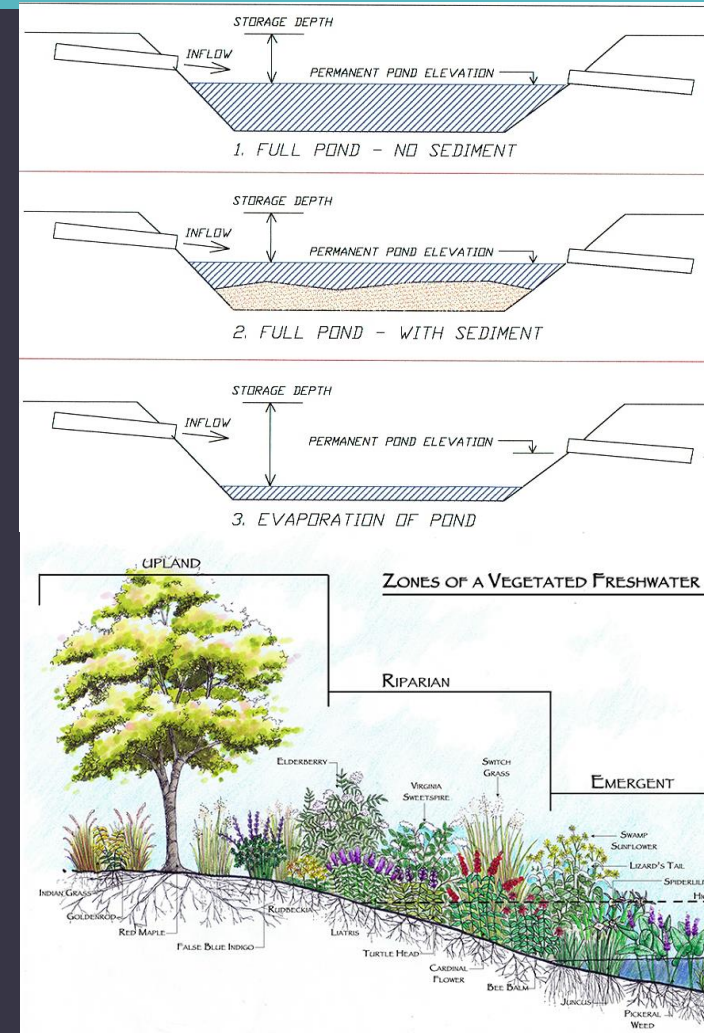 STORAGE DEPTH
INFLOW
PERMANENT POND ELEVATION
1. FULL POND - NO SEDIMENT
STORAGE DEPTH
INFLOW
PERMANENT POND ELEVATION
2. FULL POND - WITH SEDIMENT
STORAGE DEPTH
INFLOW
PERMANENT POND ELEVATION
3. EVAPORATION OF POND
UPLAND
ZONES OF A VEGETATED FRESHWATER
RIPARIAN
EMERGENT
ELDERBERRY
VIRGINIA
SWEETSPIRE
SWITCH
GRASS
SWAMP
SUNFLOWER
LIZARD'S TAIL
INDIAN GRASS
GOLDENROD
RED MAPLE
FALSE BLUE INDIGO
RUDBECKIA
LIATRIS
TURTLE HEAD
CARDINAL
FLOWER
BEE BALM
JUNCUS
PICKERAL
WEED